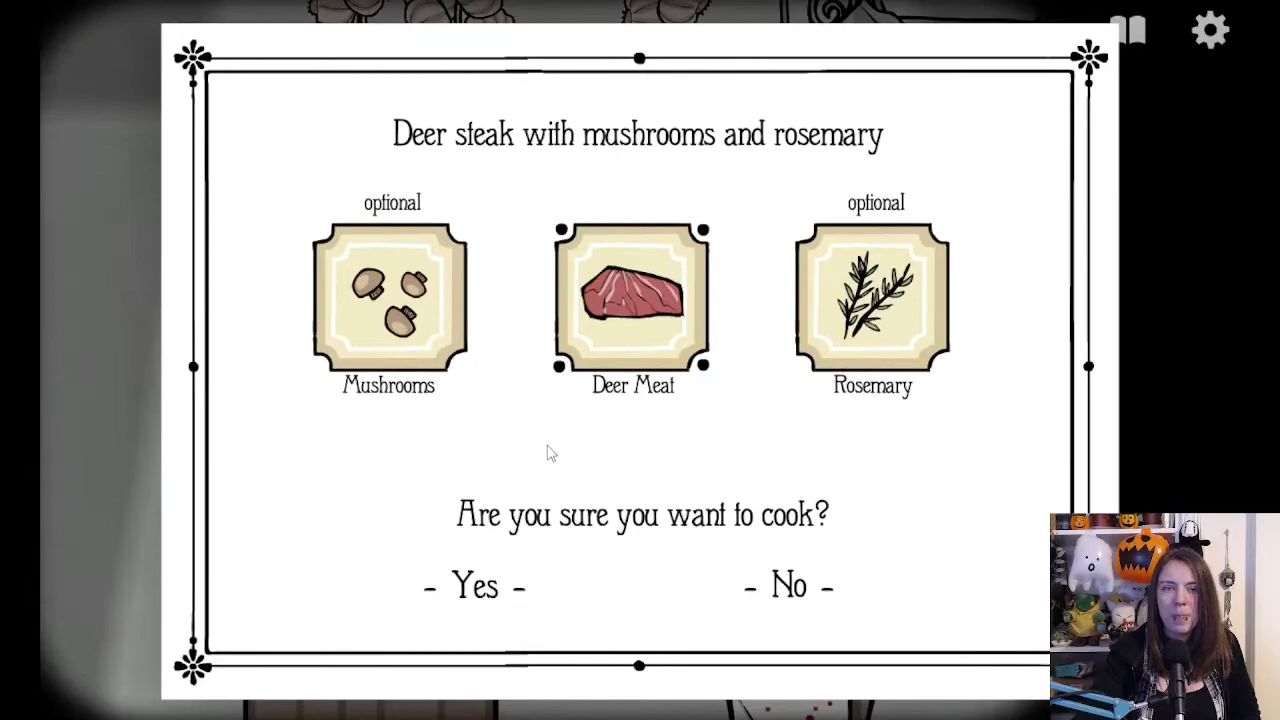 Deer steak with mushrooms and rosemary
optional
optional
Mushrooms
Deer Meat
Rosemary
Are you sure you want to cook?
- Yes -
- No -